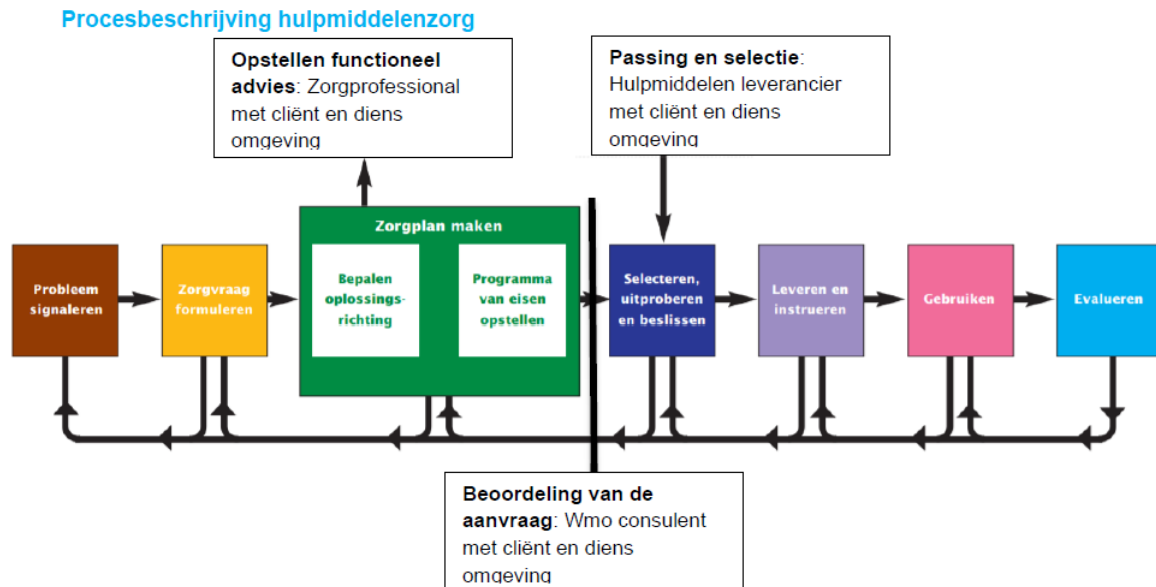 Procesbeschrijving hulpmiddelenzorg
Opstellen functioneel
advies: Zorgprofessional
met cliënt en diens
omgeving
Passing en selectie:
Hulpmiddelen leverancier
met cliënt en diens
omgeving
Probleem
signaleren
Zorgvraag
formuleren
Zorgplan maken
Bepalen
oplossings-
richting
Programma
van eisen
opstellen
Selecteren,
uitproberen
en beslissen
Leveren en
instrueren
Gebruiken
Evalueren
Beoordeling van de
aanvraag: Wmo consulent
met cliënt en diens
omgeving